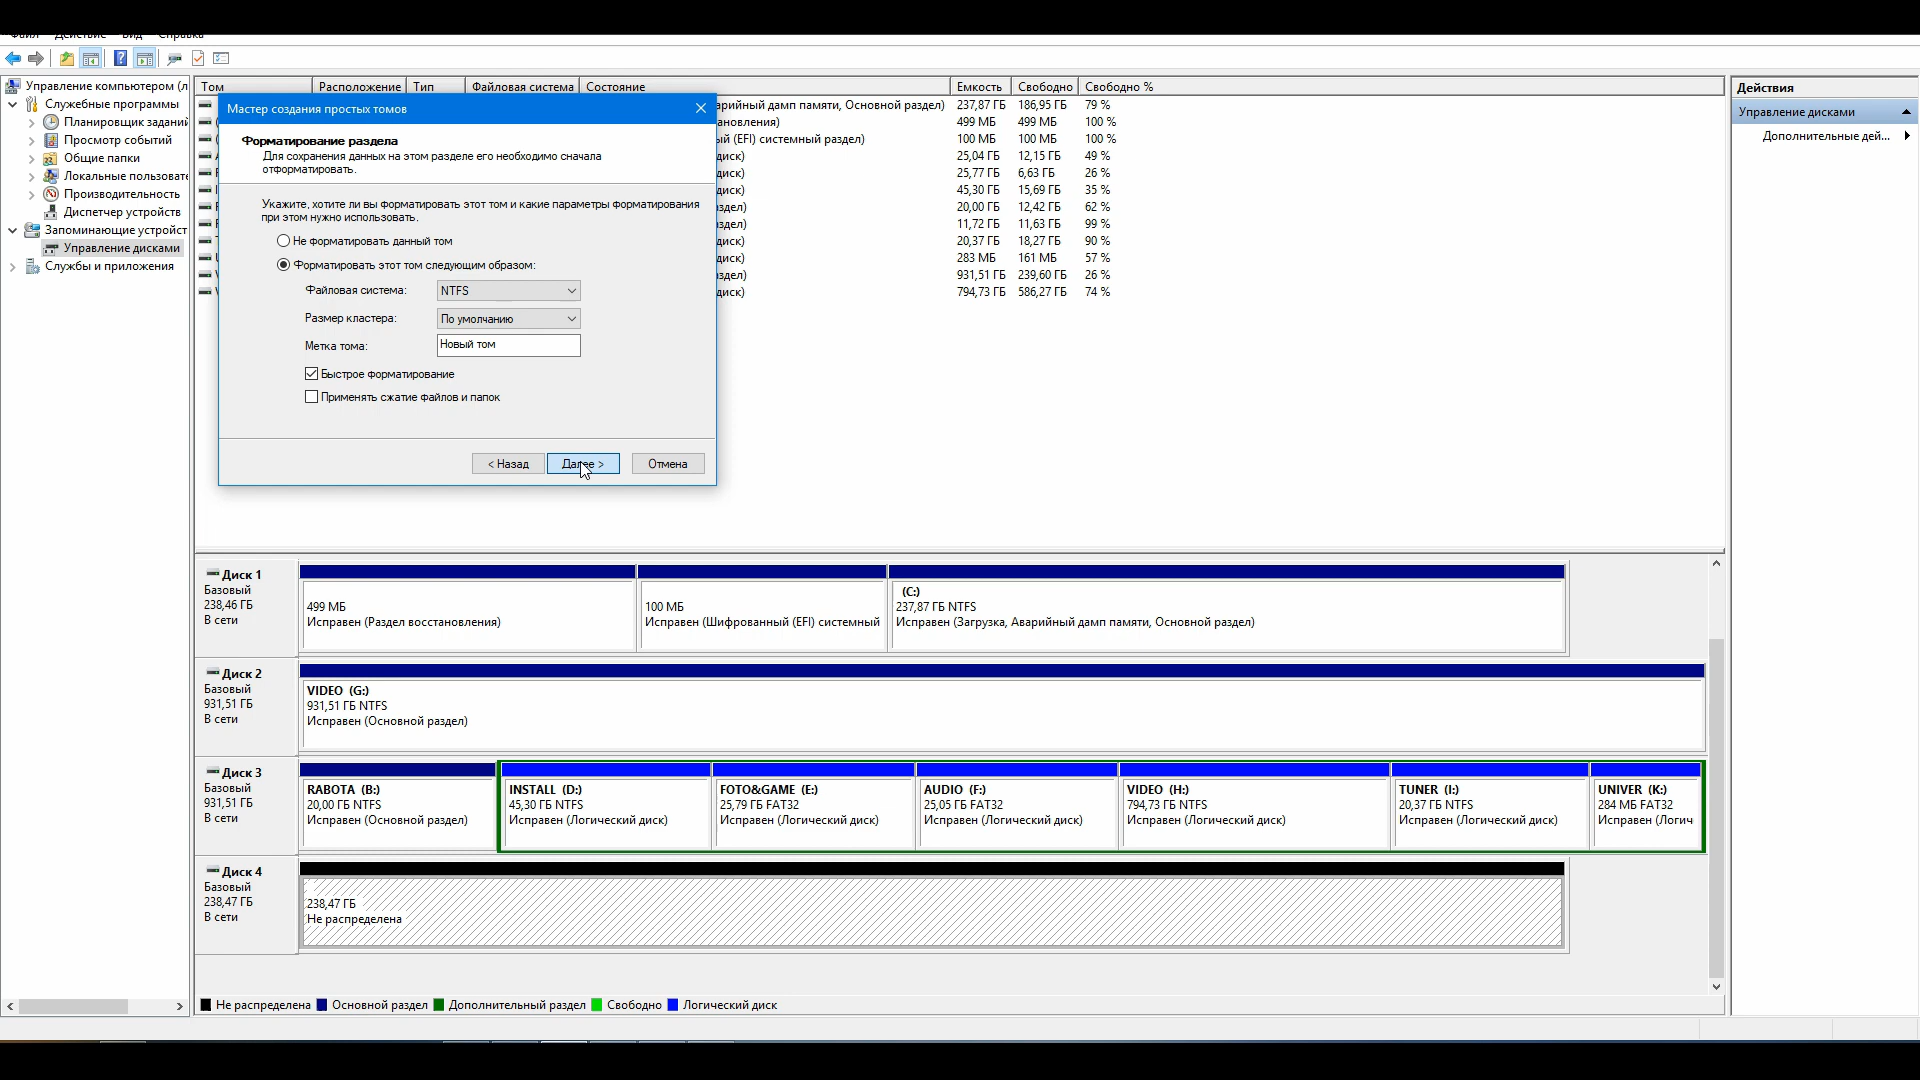 Файл Действие Вид Справка
Управление компьютером (л
Служебные программы
Планировщик заданий
Просмотр событий
Общие папки
Локальные пользовате
Производительность
Диспетчер устройств
Запоминающие устройст
Управление дисками
Службы и приложения
Том Расположение Тип Файловая система Состояние Емкость Свободно Свободно %
арийный дамп памяти, Основной раздел) 237,87 ГБ 186,95 ГБ 79 %
ановления) 499 МБ 499 МБ 100 %
ый (EFI) системный раздел) 100 МБ 100 МБ 100 %
диск) 25,04 ГБ 12,15 ГБ 49 %
диск) 25,77 ГБ 6,63 ГБ 26 %
диск) 45,30 ГБ 15,69 ГБ 35 %
здел) 20,00 ГБ 12,42 ГБ 62 %
здел) 11,72 ГБ 11,63 ГБ 99 %
диск) 20,37 ГБ 18,27 ГБ 90 %
диск) 283 МБ 161 МБ 57 %
здел) 931,51 ГБ 239,60 ГБ 26 %
диск) 794,73 ГБ 586,27 ГБ 74 %
Мастер создания простых томов
Форматирование раздела
Для сохранения данных на этом разделе его необходимо сначала
отформатировать.
Укажите, хотите ли вы форматировать этот том и какие параметры форматирования
при этом нужно использовать.
Не форматировать данный том
Форматировать этот том следующим образом:
Файловая система: NTFS
Размер кластера: По умолчанию
Метка тома: Новый том
Быстрое форматирование
Применять сжатие файлов и папок
< Назад Далее > Отмена
Действия
Управление дисками
Дополнительные дей...
Диск 1
Базовый
238,46 ГБ
В сети
499 МБ
Исправен (Раздел восстановления)
100 МБ
Исправен (Шифрованный (EFI) системный
(C:)
237,87 ГБ NTFS
Исправен (Загрузка, Аварийный дамп памяти, Основной раздел)
Диск 2
Базовый
931,51 ГБ
В сети
VIDEO (G:)
931,51 ГБ NTFS
Исправен (Основной раздел)
Диск 3
Базовый
931,51 ГБ
В сети
RABOTA (B:)
20,00 ГБ NTFS
Исправен (Основной раздел)
INSTALL (D:)
45,30 ГБ NTFS
Исправен (Логический диск)
FOTO&GAME (E:)
25,79 ГБ FAT32
Исправен (Логический диск)
AUDIO (F:)
25,05 ГБ FAT32
Исправен (Логический диск)
VIDEO (H:)
794,73 ГБ NTFS
Исправен (Логический диск)
TUNER (I:)
20,37 ГБ NTFS
Исправен (Логический диск)
UNIVER (K:)
284 МБ FAT32
Исправен (Логич
Диск 4
Базовый
238,47 ГБ
В сети
238,47 ГБ
Не распределена
Не распределена Основной раздел Дополнительный раздел Свободно Логический диск